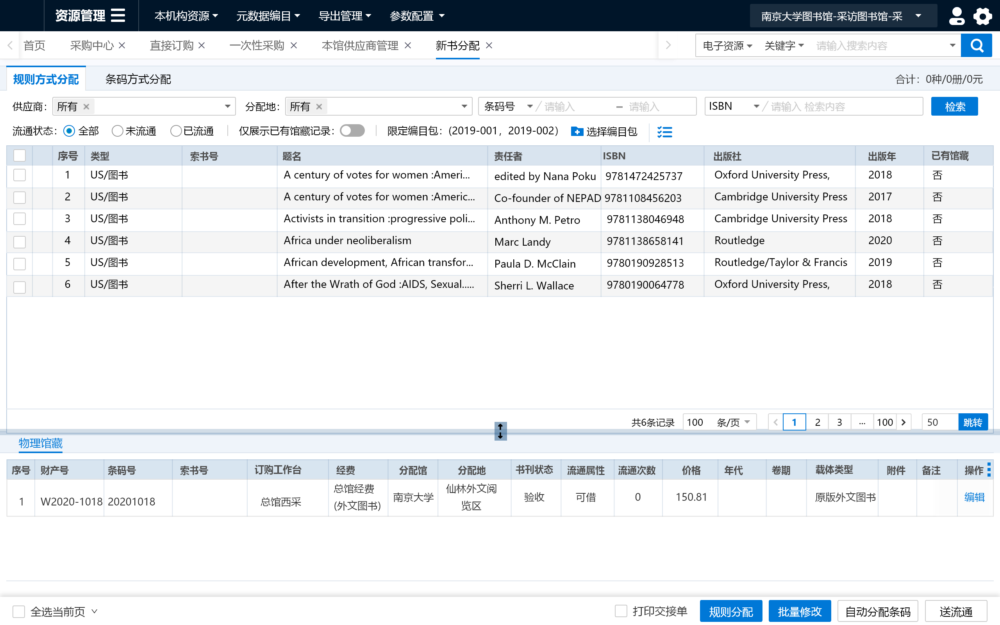 资源管理 本机构资源 元数据编目 导出管理 参数配置 南京大学图书馆-采访图书馆-采
首页 采购中心 直接订购 一次性采购 本馆供应商管理 新书分配 电子资源 关键字 请输入搜索内容
规则方式分配 条码方式分配 合计：0种/0册/0元
供应商： 所有 分配地： 所有 条码号 / 请输入 – 请输入 ISBN / 请输入 检索内容 检索
流通状态： 全部 未流通 已流通 仅展示已有馆藏记录： 限定编目包：(2019-001，2019-002) 选择编目包
序号 类型 索书号 题名 责任者 ISBN 出版社 出版年 已有馆藏
1 US/图书 A century of votes for women :Ameri... edited by Nana Poku 9781472425737 Oxford University Press, 2018 否
2 US/图书 A century of votes for women :Americ... Co-founder of NEPAD 9781108456203 Cambridge University Press 2017 否
3 US/图书 Activists in transition :progressive poli... Anthony M. Petro 9781138046948 Cambridge University Press 2018 否
4 US/图书 Africa under neoliberalism Marc Landy 9781138658141 Routledge 2020 否
5 US/图书 African development, African transfor... Paula D. McClain 9780190928513 Routledge/Taylor & Francis 2019 否
6 US/图书 After the Wrath of God :AIDS, Sexual..... Sherri L. Wallace 9780190064778 Oxford University Press, 2018 否
共6条记录 100 条/页 1 2 3 ... 100 50 跳转
物理馆藏
序号 财产号 条码号 索书号 订购工作台 经费 分配馆 分配地 书刊状态 流通属性 流通次数 价格 年代 卷期 载体类型 附件 备注 操作
1 W2020-1018 20201018 总馆西采 总馆经费(外文图书) 南京大学 仙林外文阅览区 验收 可借 0 150.81 原版外文图书 编辑
全选当前页 打印交接单 规则分配 批量修改 自动分配条码 送流通